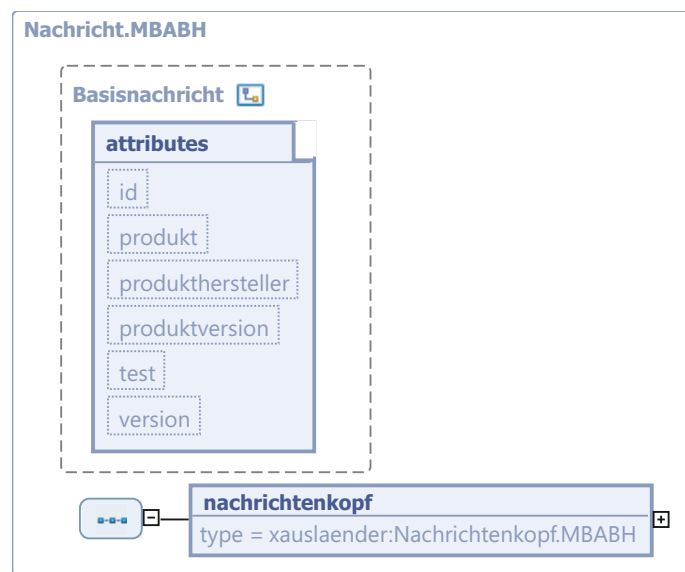 Nachricht.MBABH
Basisnachricht
attributes
id
produkt
produkthersteller
produktversion
test
version
nachrichtenkopf
type = xauslaender:Nachrichtenkopf.MBABH